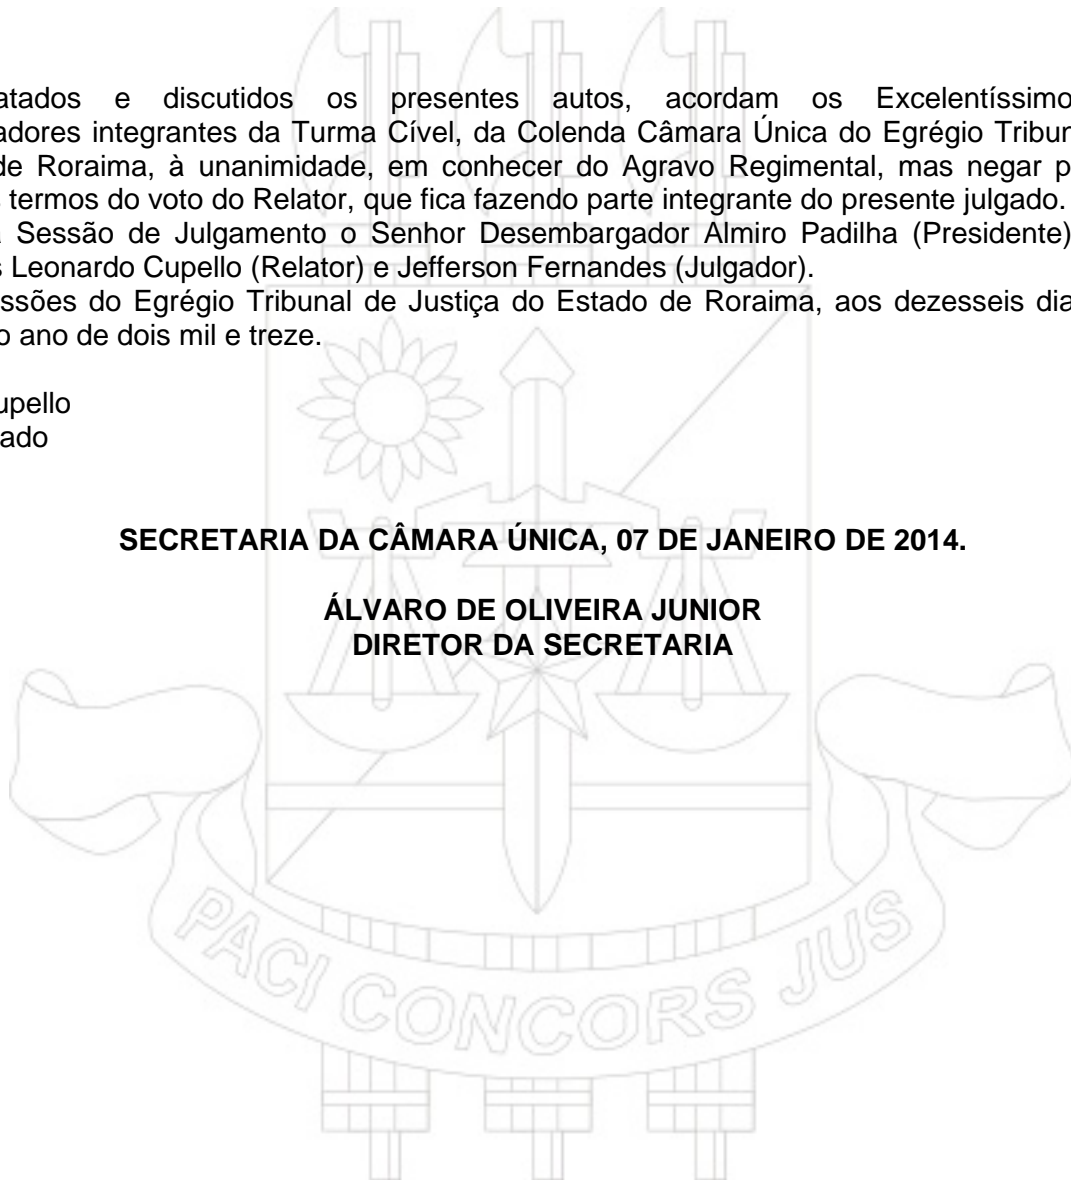 atados e discutidos os presentes autos, acordam os Excelentíssimo
adores integrantes da Turma Cível, da Colenda Câmara Única do Egrégio Tribun
de Roraima, à unanimidade, em conhecer do Agravo Regimental, mas negar p
s termos do voto do Relator, que fica fazendo parte integrante do presente julgado.
a Sessão de Julgamento o Senhor Desembargador Almiro Padilha (Presidente)
s Leonardo Cupello (Relator) e Jefferson Fernandes (Julgador).
ssões do Egrégio Tribunal de Justiça do Estado de Roraima, aos dezesseis dia
o ano de dois mil e treze.
upello
ado
SECRETARIA DA CÂMARA ÚNICA, 07 DE JANEIRO DE 2014.
ÁLVARO DE OLIVEIRA JUNIOR
DIRETOR DA SECRETARIA
PACI CONCORS JUS